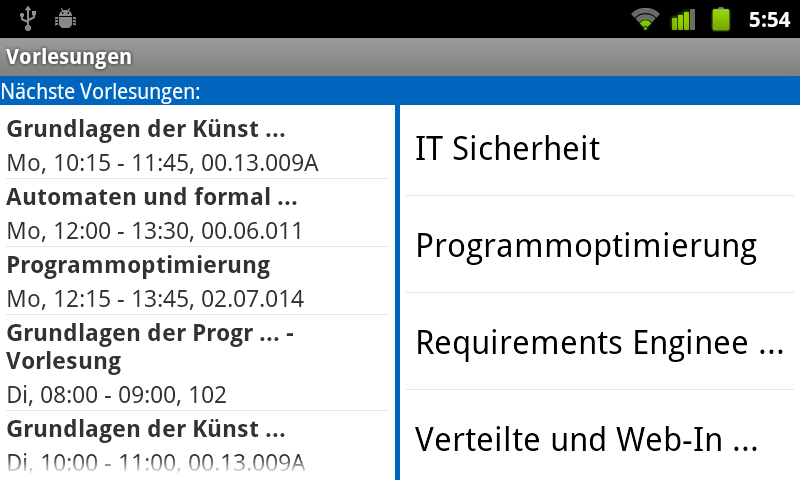 5:54
Vorlesungen
Nächste Vorlesungen:
Grundlagen der Künst ...
Mo, 10:15 - 11:45, 00.13.009A
Automaten und formal ...
Mo, 12:00 - 13:30, 00.06.011
Programmoptimierung
Mo, 12:15 - 13:45, 02.07.014
Grundlagen der Progr ... -
Vorlesung
Di, 08:00 - 09:00, 102
Grundlagen der Künst ...
Di, 10:00 - 11:00, 00.13.009A
IT Sicherheit
Programmoptimierung
Requirements Enginee ...
Verteilte und Web-In ...